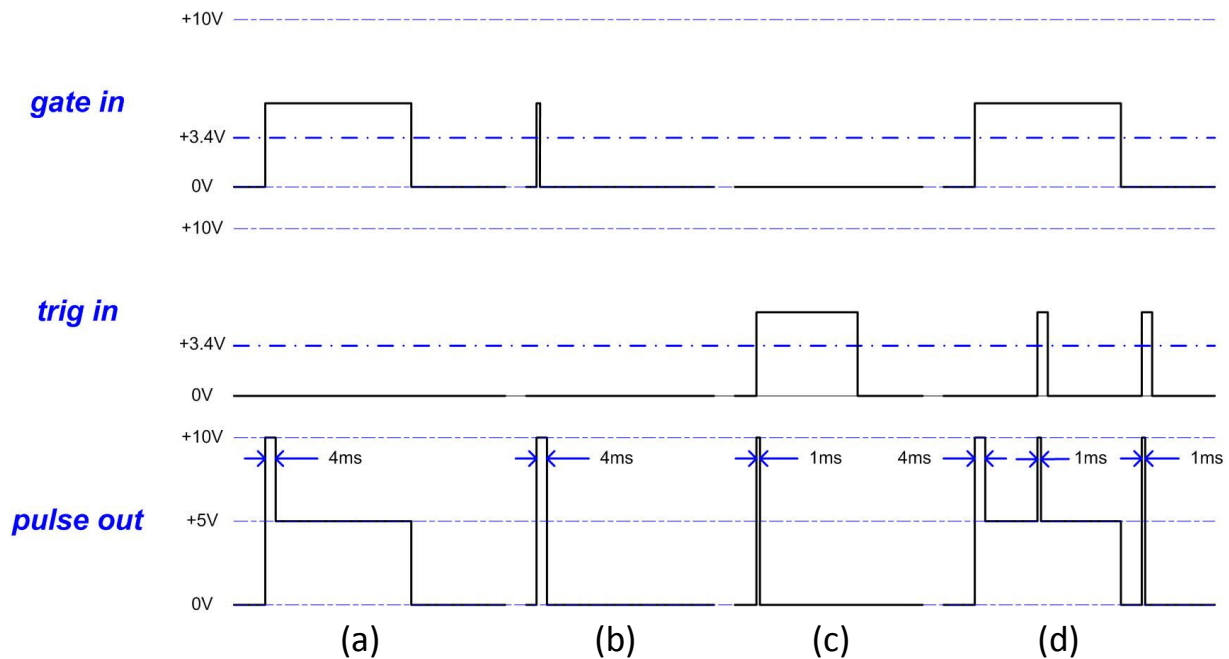 +10V
gate in
+3.4V
0V
+10V
trig in
+3.4V
0V
+10V
4ms
4ms
1ms
4ms
1ms
1ms
pulse out
+5V
0V
(a)
(b)
(c)
(d)